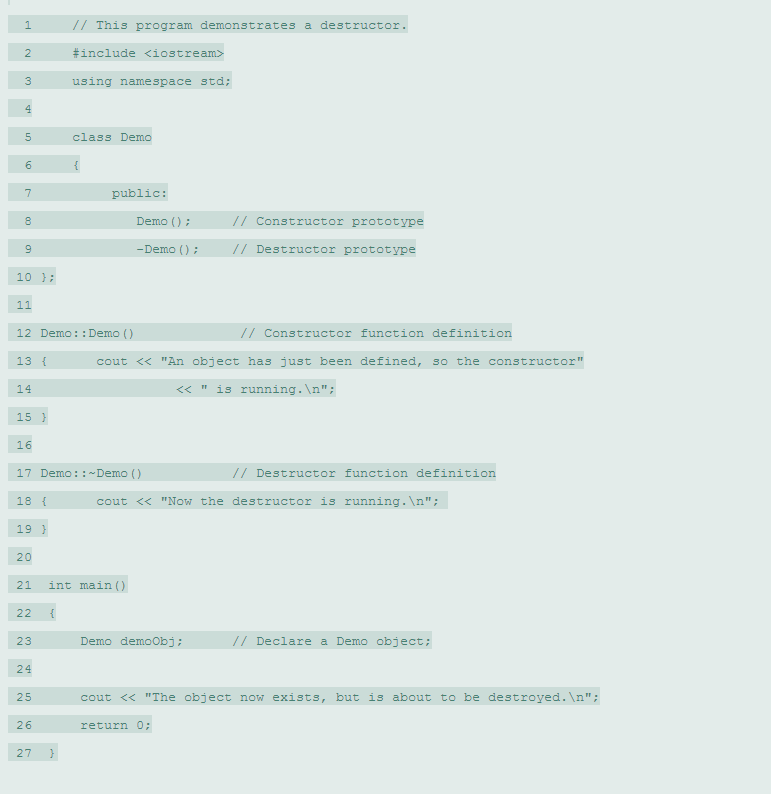 1 // This program demonstrates a destructor.
2 #include <iostream>
3 using namespace std;
4
5 class Demo
6 {
7 public:
8 Demo(); // Constructor prototype
9 -Demo(); // Destructor prototype
10 };
11
12 Demo::Demo() // Constructor function definition
13 { cout << "An object has just been defined, so the constructor"
14 << " is running.\n";
15 }
16
17 Demo::~Demo() // Destructor function definition
18 { cout << "Now the destructor is running.\n";
19 }
20
21 int main()
22 {
23 Demo demoObj; // Declare a Demo object;
24
25 cout << "The object now exists, but is about to be destroyed.\n";
26 return 0;
27 }